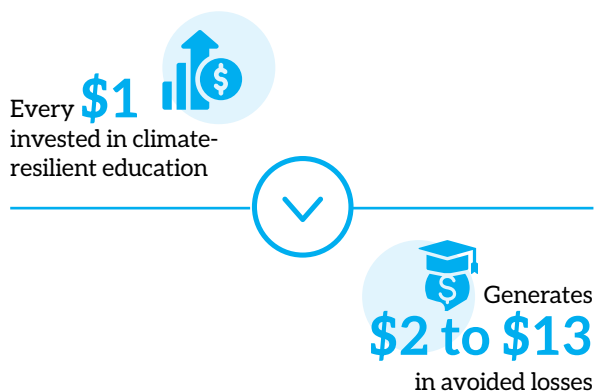 Every $1
invested in climate-
resilient education
Generates
$2 to $13
in avoided losses